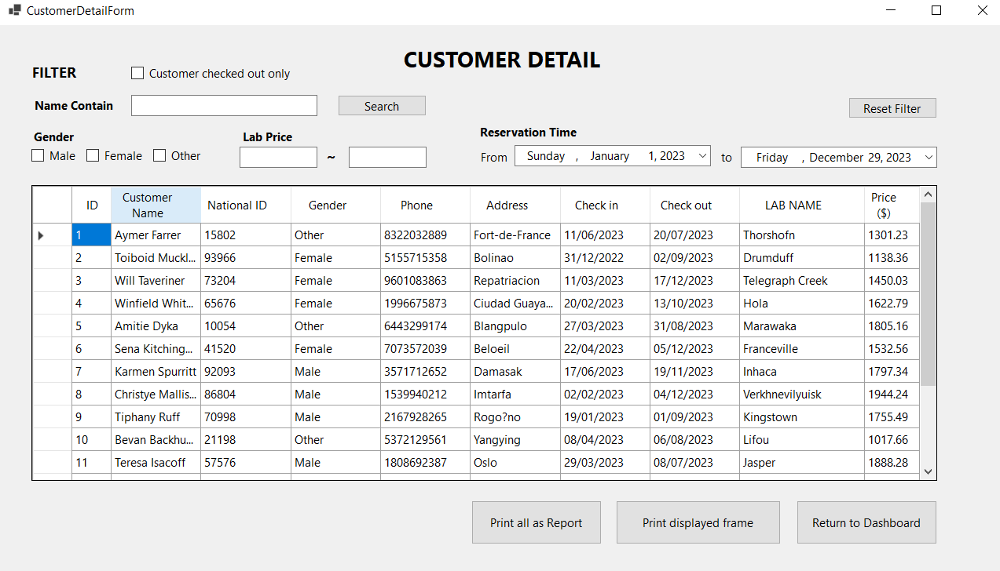 CustomerDetailForm
CUSTOMER DETAIL
FILTER Customer checked out only
Name Contain Search Reset Filter
Gender Lab Price Reservation Time
Male Female Other ~ From Sunday , January 1, 2023 to Friday , December 29, 2023
ID Customer Name National ID Gender Phone Address Check in Check out LAB NAME Price ($)
1 Aymer Farrer 15802 Other 8322032889 Fort-de-France 11/06/2023 20/07/2023 Thorshofn 1301.23
2 Toiboid Muckl... 93966 Female 5155715358 Bolinao 31/12/2022 02/09/2023 Drumduff 1138.36
3 Will Taveriner 73204 Female 9601083863 Repatriacion 11/03/2023 17/12/2023 Telegraph Creek 1450.03
4 Winfield Whit... 65676 Female 1996675873 Ciudad Guaya... 20/02/2023 13/10/2023 Hola 1622.79
5 Amitie Dyka 10054 Other 6443299174 Blangpulo 27/03/2023 31/08/2023 Marawaka 1805.16
6 Sena Kitching... 41520 Female 7073572039 Beloeil 22/04/2023 05/12/2023 Franceville 1532.56
7 Karmen Spurritt 92093 Male 3571712652 Damasak 17/06/2023 19/11/2023 Inhaca 1797.34
8 Christye Mallis... 86804 Male 1539940212 Imtarfa 02/02/2023 04/12/2023 Verkhnevilyuisk 1944.24
9 Tiphany Ruff 70998 Male 2167928265 Rogo?no 19/01/2023 01/09/2023 Kingstown 1755.49
10 Bevan Backhu... 21198 Other 5372129561 Yangying 08/04/2023 06/08/2023 Lifou 1017.66
11 Teresa Isacoff 57576 Male 1808692387 Oslo 29/03/2023 08/07/2023 Jasper 1888.28
Print all as Report Print displayed frame Return to Dashboard